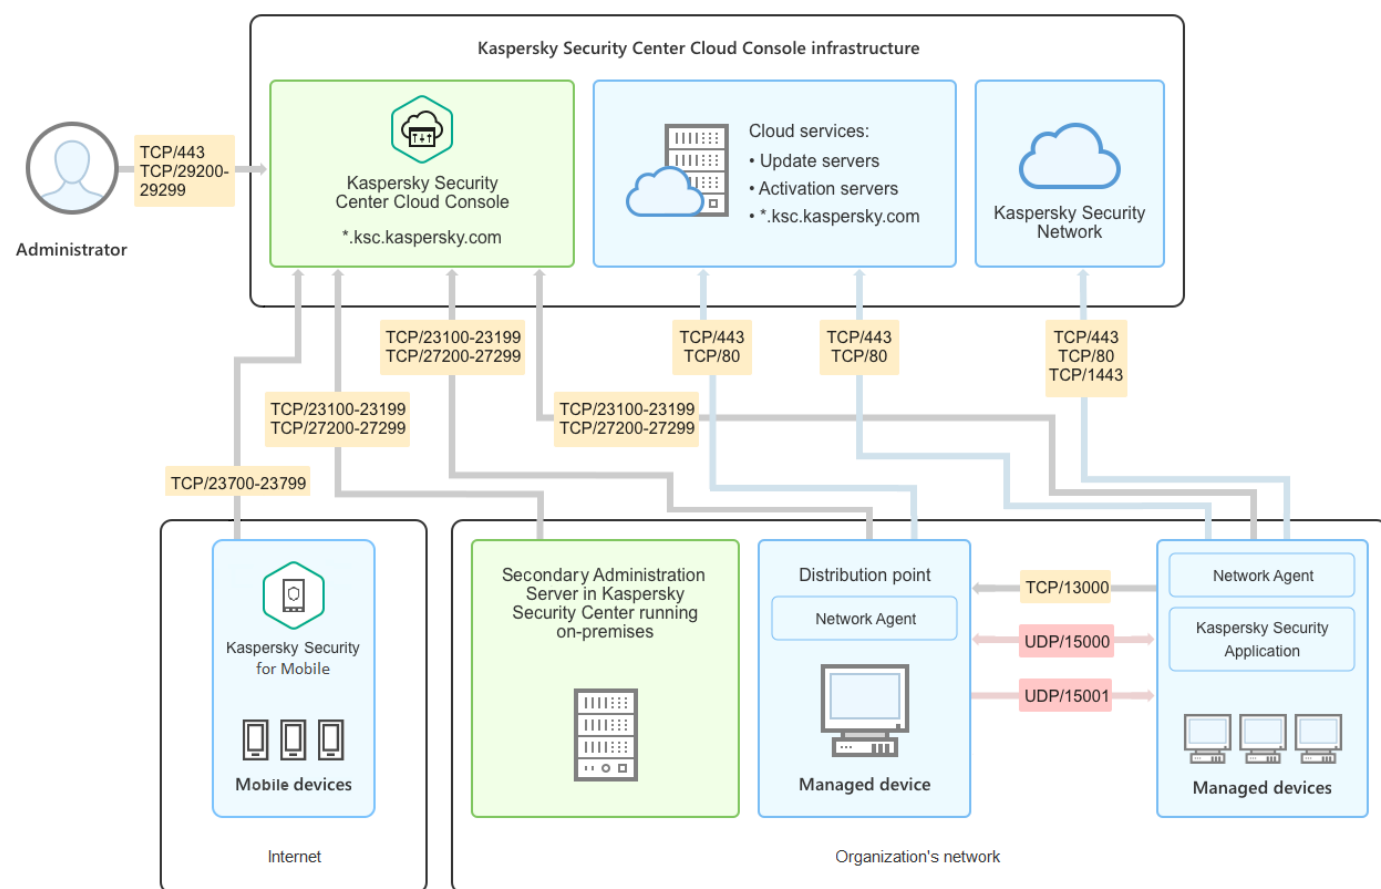 Kaspersky Security Center Cloud Console infrastructure
TCP/443
TCP/29200-
29299
Administrator
Kaspersky Security
Center Cloud Console
*.ksc.kaspersky.com
Cloud services:
• Update servers
• Activation servers
• *.ksc.kaspersky.com
Kaspersky Security
Network
TCP/23100-23199
TCP/27200-27299
TCP/443
TCP/80
TCP/443
TCP/80
TCP/443
TCP/80
TCP/1443
TCP/23100-23199
TCP/27200-27299
TCP/23100-23199
TCP/27200-27299
TCP/23700-23799
Kaspersky Security
for Mobile
Mobile devices
Internet
Secondary Administration
Server in Kaspersky
Security Center running
on-premises
Distribution point
Network Agent
Managed device
TCP/13000
UDP/15000
UDP/15001
Network Agent
Kaspersky Security
Application
Managed devices
Organization's network